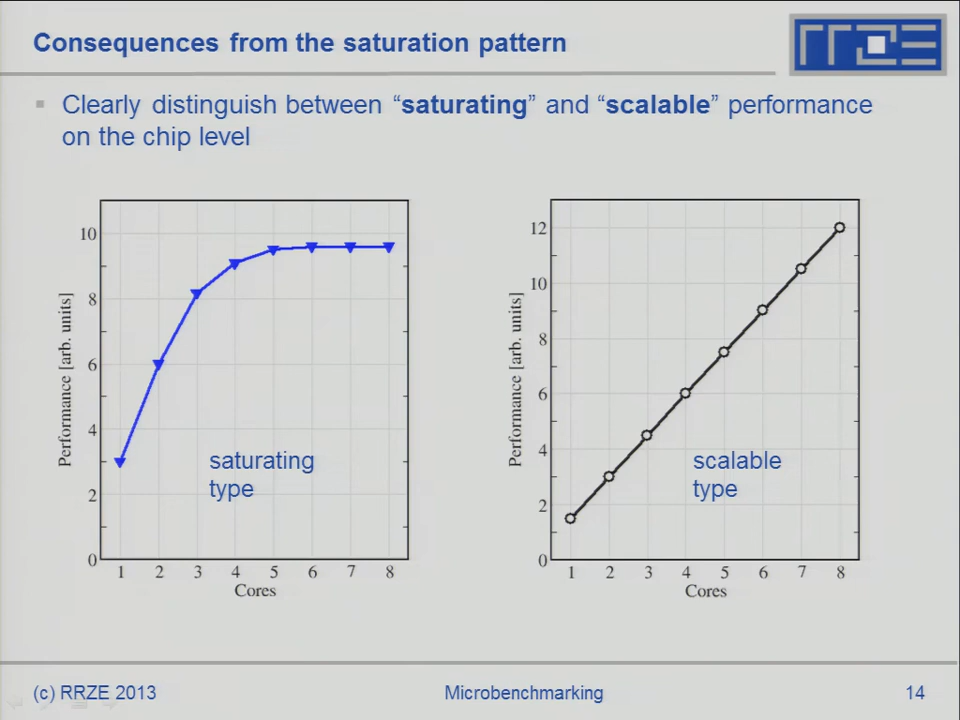 Consequences from the saturation pattern
RRZE
Clearly distinguish between “saturating” and “scalable” performance
on the chip level
Performance [arb. units]
10
8
6
4
2
0
saturating
type
1 2 3 4 5 6 7 8
Cores
Performance [arb. units]
12
10
8
6
4
2
0
scalable
type
1 2 3 4 5 6 7 8
Cores
(c) RRZE 2013
Microbenchmarking
14